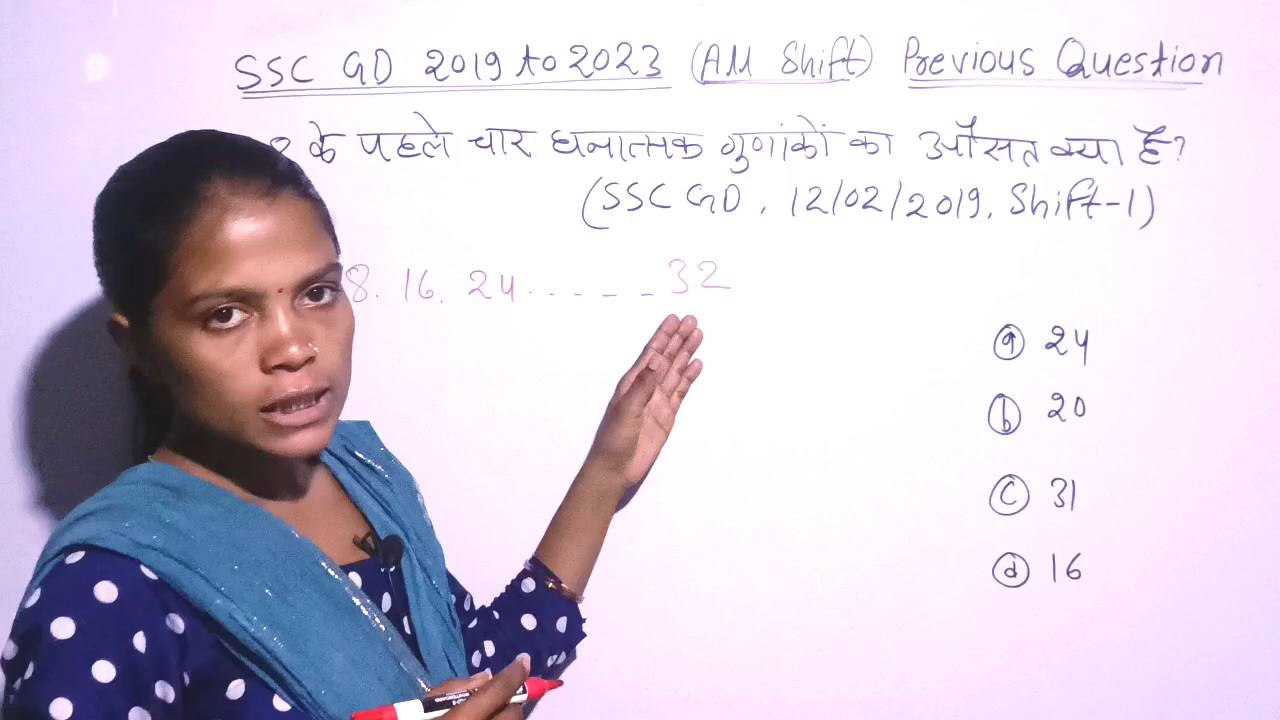 SSC GD 2019 to 2023 (AM Shift) Previous Question
के पहले चार धनात्मक गुणांकों का औसत क्या है?
(SSC GD, 12/02/2019, Shift-1)
8. 16. 24 . . . - - - 32
(a) 24
(b) 20
(c) 31
(d) 16